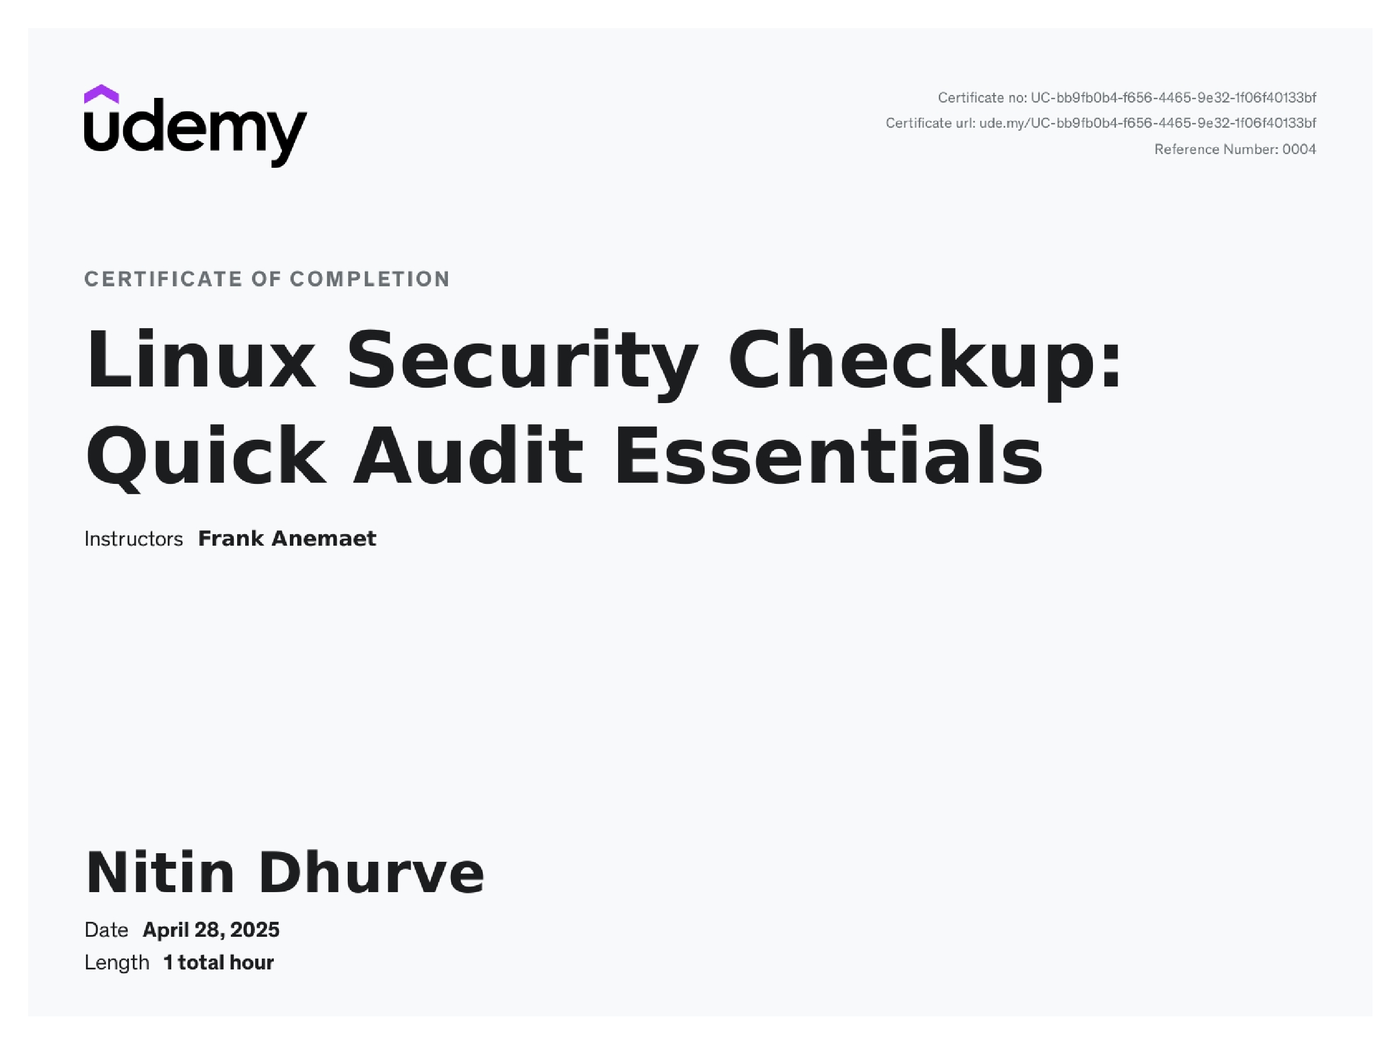 udemy
Certificate no: UC-bb9fb0b4-f656-4465-9e32-1f06f40133bf
Certificate url: ude.my/UC-bb9fb0b4-f656-4465-9e32-1f06f40133bf
Reference Number: 0004
CERTIFICATE OF COMPLETION
Linux Security Checkup:
Quick Audit Essentials
Instructors Frank Anemaet
Nitin Dhurve
Date April 28, 2025
Length 1 total hour